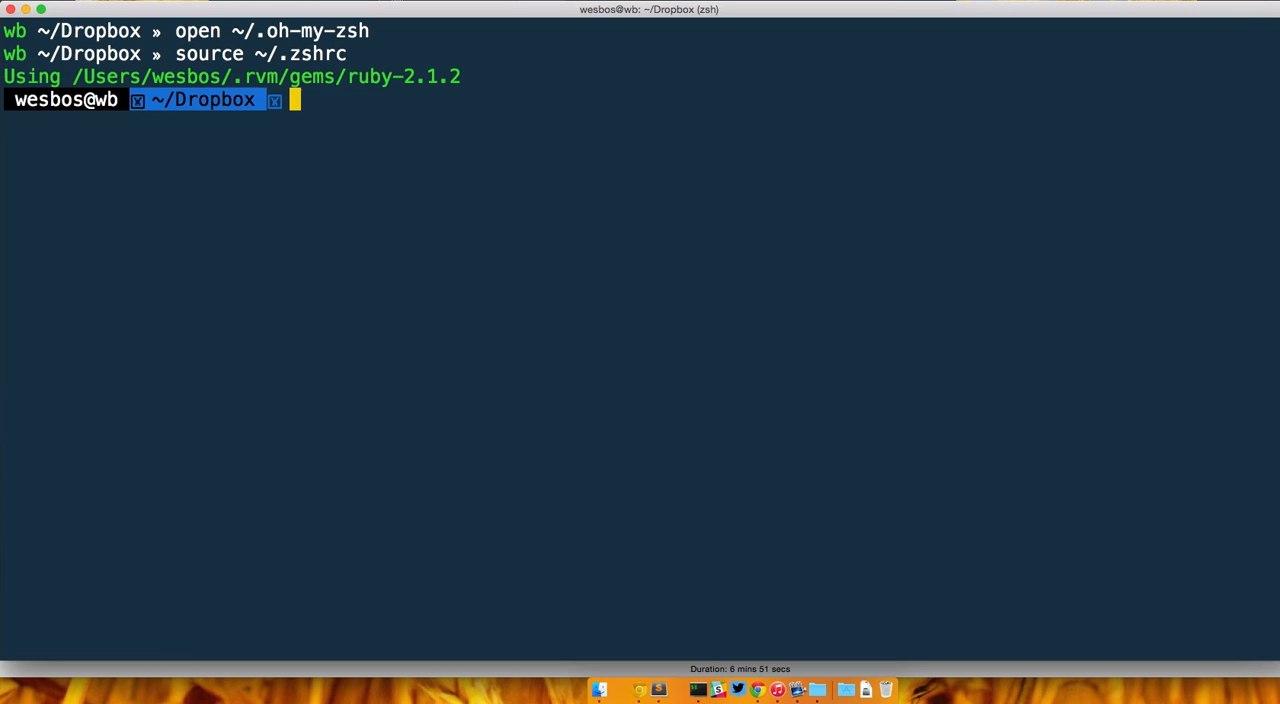 wesbos@wb: ~/Dropbox (zsh)
wb ~/Dropbox » open ~/.oh-my-zsh
wb ~/Dropbox » source ~/.zshrc
Using /Users/wesbos/.rvm/gems/ruby-2.1.2
wesbos@wb ~/Dropbox
Duration: 6 mins 51 secs